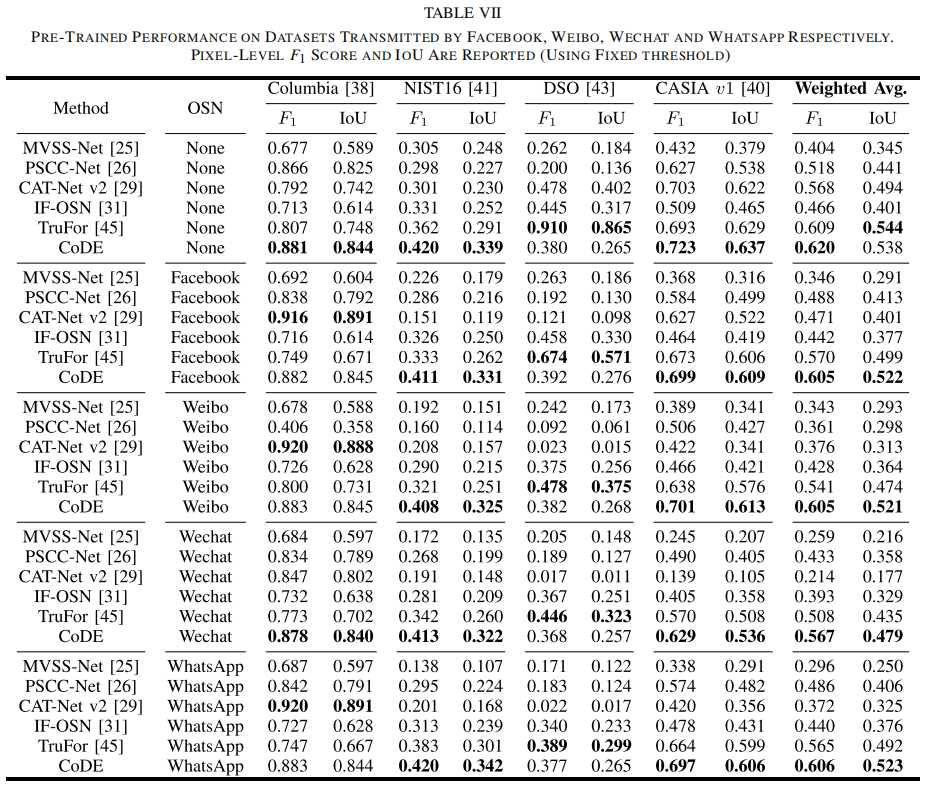 TABLE VII
PRE-TRAINED PERFORMANCE ON DATASETS TRANSMITTED BY FACEBOOK, WEIBO, WECHAT AND WHATSAPP RESPECTIVELY.
PIXEL-LEVEL F1 SCORE AND IOU ARE REPORTED (USING FIXED THRESHOLD)
Method OSN Columbia [38] NIST16 [41] DSO [43] CASIA v1 [40] Weighted Avg.
F1 IoU F1 IoU F1 IoU F1 IoU F1 IoU
MVSS-Net [25] None 0.677 0.589 0.305 0.248 0.262 0.184 0.432 0.379 0.404 0.345
PSCC-Net [26] None 0.866 0.825 0.298 0.227 0.200 0.136 0.627 0.538 0.518 0.441
CAT-Net v2 [29] None 0.792 0.742 0.301 0.230 0.478 0.402 0.703 0.622 0.568 0.494
IF-OSN [31] None 0.713 0.614 0.331 0.252 0.445 0.317 0.509 0.465 0.466 0.401
TruFor [45] None 0.807 0.748 0.362 0.291 0.910 0.865 0.693 0.629 0.609 0.544
CoDE None 0.881 0.844 0.420 0.339 0.380 0.265 0.723 0.637 0.620 0.538
MVSS-Net [25] Facebook 0.692 0.604 0.226 0.179 0.263 0.186 0.368 0.316 0.346 0.291
PSCC-Net [26] Facebook 0.838 0.792 0.286 0.216 0.192 0.130 0.584 0.499 0.488 0.413
CAT-Net v2 [29] Facebook 0.916 0.891 0.151 0.119 0.121 0.098 0.627 0.522 0.471 0.401
IF-OSN [31] Facebook 0.716 0.614 0.326 0.250 0.458 0.330 0.464 0.419 0.442 0.377
TruFor [45] Facebook 0.749 0.671 0.333 0.262 0.674 0.571 0.673 0.606 0.570 0.499
CoDE Facebook 0.882 0.845 0.411 0.331 0.392 0.276 0.699 0.609 0.605 0.522
MVSS-Net [25] Weibo 0.678 0.588 0.192 0.151 0.242 0.173 0.389 0.341 0.343 0.293
PSCC-Net [26] Weibo 0.406 0.358 0.160 0.114 0.092 0.061 0.506 0.427 0.361 0.298
CAT-Net v2 [29] Weibo 0.920 0.888 0.208 0.157 0.023 0.015 0.422 0.341 0.376 0.313
IF-OSN [31] Weibo 0.726 0.628 0.290 0.215 0.375 0.256 0.466 0.421 0.428 0.364
TruFor [45] Weibo 0.800 0.731 0.321 0.251 0.478 0.375 0.638 0.576 0.541 0.474
CoDE Weibo 0.883 0.845 0.408 0.325 0.382 0.268 0.701 0.613 0.605 0.521
MVSS-Net [25] Wechat 0.684 0.597 0.172 0.135 0.205 0.148 0.245 0.207 0.259 0.216
PSCC-Net [26] Wechat 0.834 0.789 0.268 0.199 0.189 0.127 0.490 0.405 0.433 0.358
CAT-Net v2 [29] Wechat 0.847 0.802 0.191 0.148 0.017 0.011 0.139 0.105 0.214 0.177
IF-OSN [31] Wechat 0.732 0.638 0.281 0.209 0.367 0.251 0.405 0.358 0.393 0.329
TruFor [45] Wechat 0.773 0.702 0.342 0.260 0.446 0.323 0.570 0.508 0.508 0.435
CoDE Wechat 0.878 0.840 0.413 0.322 0.368 0.257 0.629 0.536 0.567 0.479
MVSS-Net [25] WhatsApp 0.687 0.597 0.138 0.107 0.171 0.122 0.338 0.291 0.296 0.250
PSCC-Net [26] WhatsApp 0.842 0.791 0.295 0.224 0.183 0.124 0.574 0.482 0.486 0.406
CAT-Net v2 [29] WhatsApp 0.920 0.891 0.201 0.168 0.022 0.017 0.420 0.356 0.372 0.325
IF-OSN [31] WhatsApp 0.727 0.628 0.313 0.239 0.340 0.233 0.478 0.431 0.440 0.376
TruFor [45] WhatsApp 0.747 0.667 0.383 0.301 0.389 0.299 0.664 0.599 0.565 0.492
CoDE WhatsApp 0.883 0.844 0.420 0.342 0.377 0.265 0.697 0.606 0.606 0.523